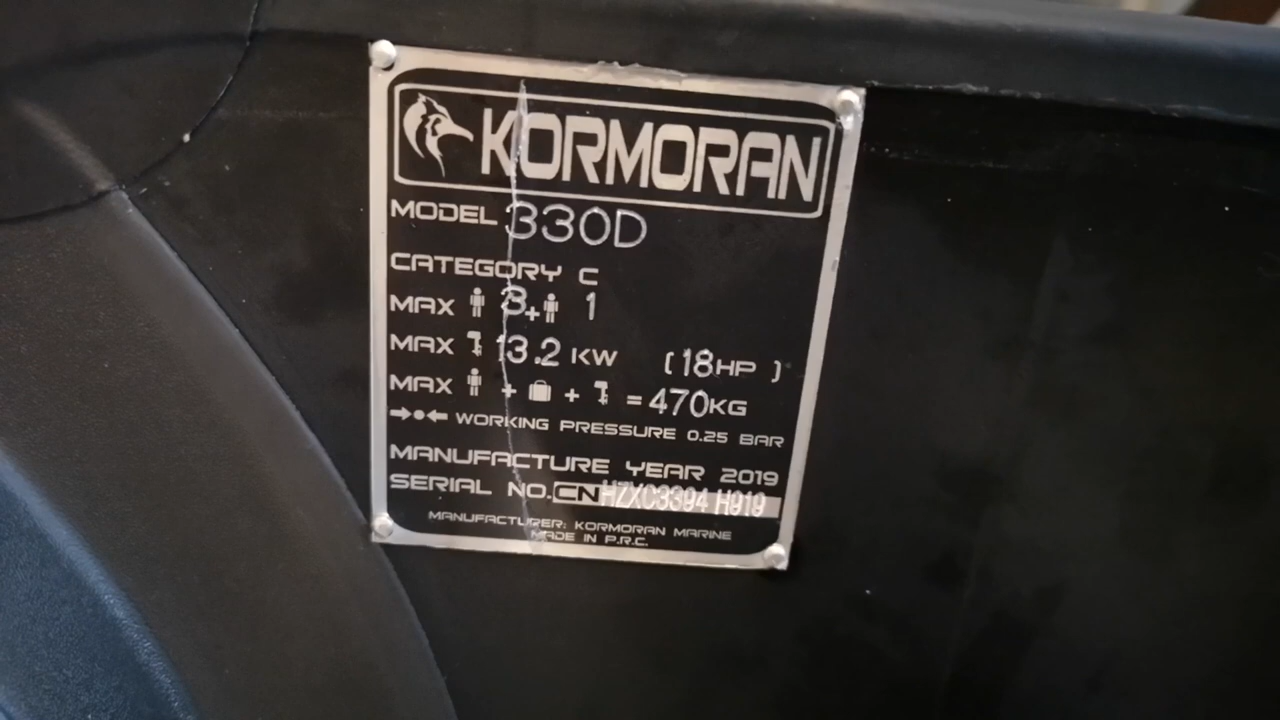 KORMORAN
MODEL 330D
CATEGORY C
MAX 3+ 1
MAX 13.2 KW (18HP)
MAX + + = 470KG
WORKING PRESSURE 0.25 BAR
MANUFACTURE YEAR 2019
SERIAL NO. CN HZXC3394 H919
MANUFACTURER: KORMORAN MARINE
MADE IN P.R.C.